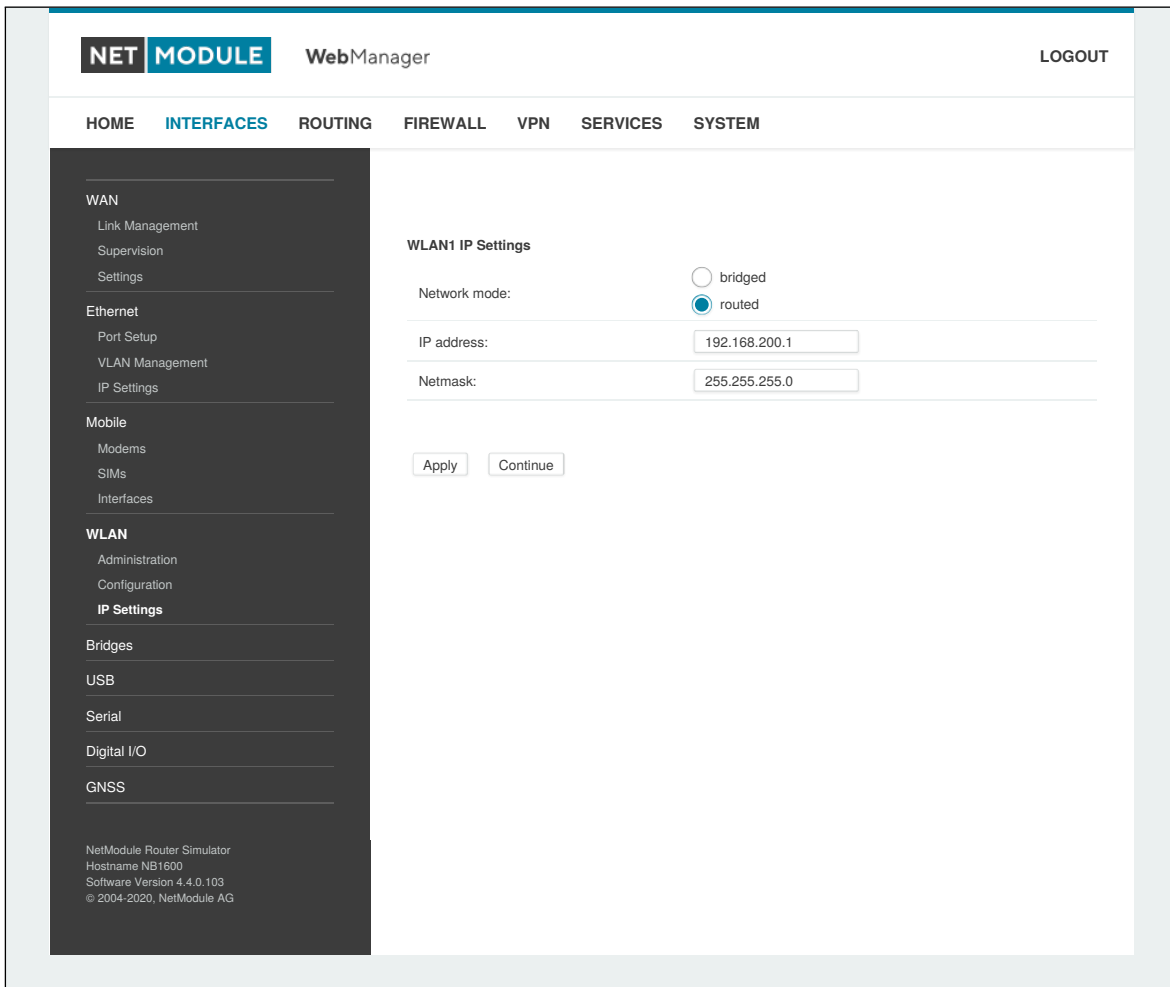 NET MODULE WebManager LOGOUT
HOME INTERFACES ROUTING FIREWALL VPN SERVICES SYSTEM
WAN
Link Management
Supervision
Settings
Ethernet
Port Setup
VLAN Management
IP Settings
Mobile
Modems
SIMs
Interfaces
WLAN
Administration
Configuration
IP Settings
Bridges
USB
Serial
Digital I/O
GNSS
NetModule Router Simulator
Hostname NB1600
Software Version 4.4.0.103
© 2004-2020, NetModule AG
WLAN1 IP Settings
Network mode:
bridged
routed
IP address: 192.168.200.1
Netmask: 255.255.255.0
Apply Continue